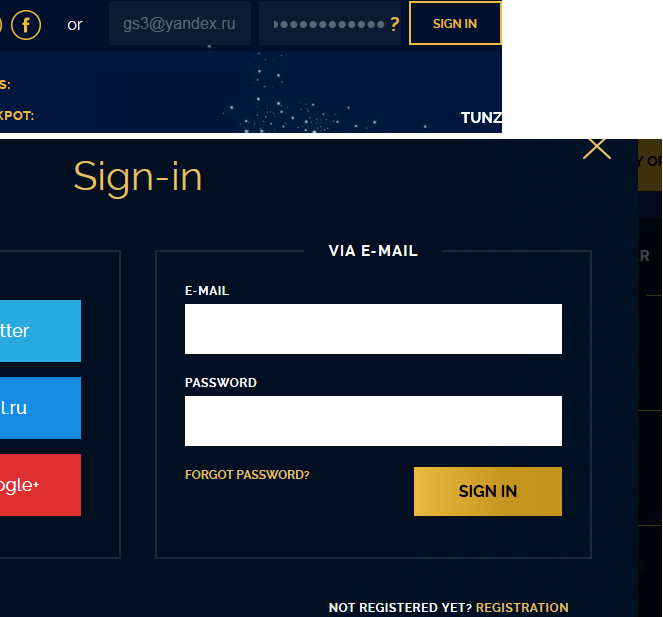 or gs3@yandex.ru ●●●●●●●●●●●● ? SIGN IN
S:
KPOT:
TUNZ
Sign-in
Y OF
VIA E-MAIL
R
E-MAIL
tter
PASSWORD
l.ru
FORGOT PASSWORD?
ogle+
SIGN IN
NOT REGISTERED YET? REGISTRATION